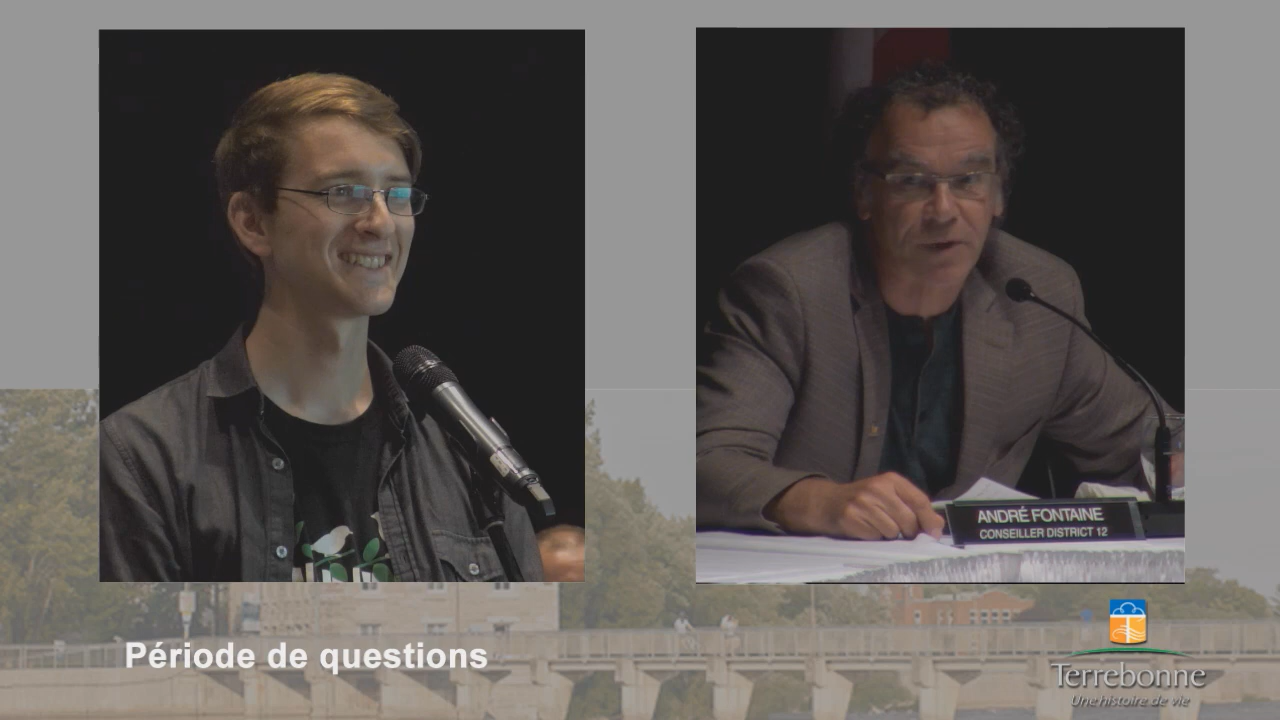 ANDRÉ FONTAINE
CONSEILLER DISTRICT 12
Période de questions
Terrebonne
Une histoire de vie